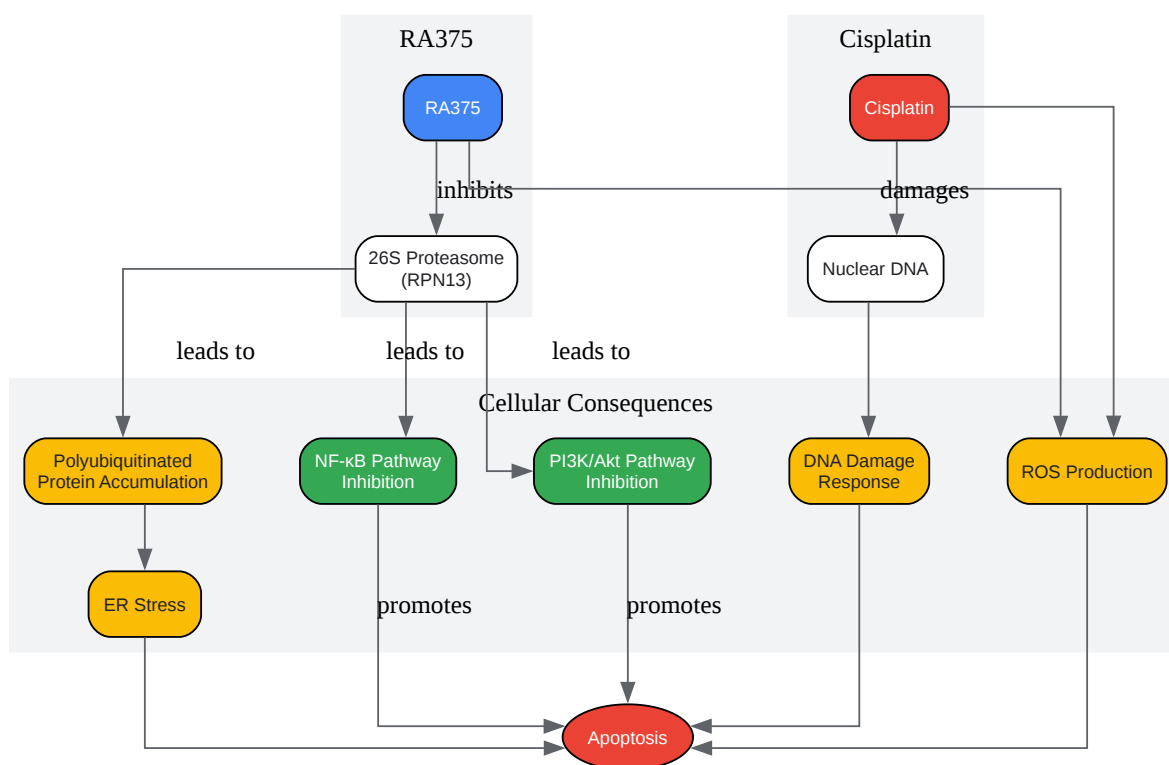 RA375
Cisplatin
RA375
Cisplatin
inhibits
damages
26S Proteasome
(RPN13)
Nuclear DNA
leads to
leads to
leads to
Cellular Consequences
Polyubiquitinated
Protein Accumulation
NF-κB Pathway
Inhibition
PI3K/Akt Pathway
Inhibition
DNA Damage
Response
ROS Production
ER Stress
promotes
promotes
Apoptosis